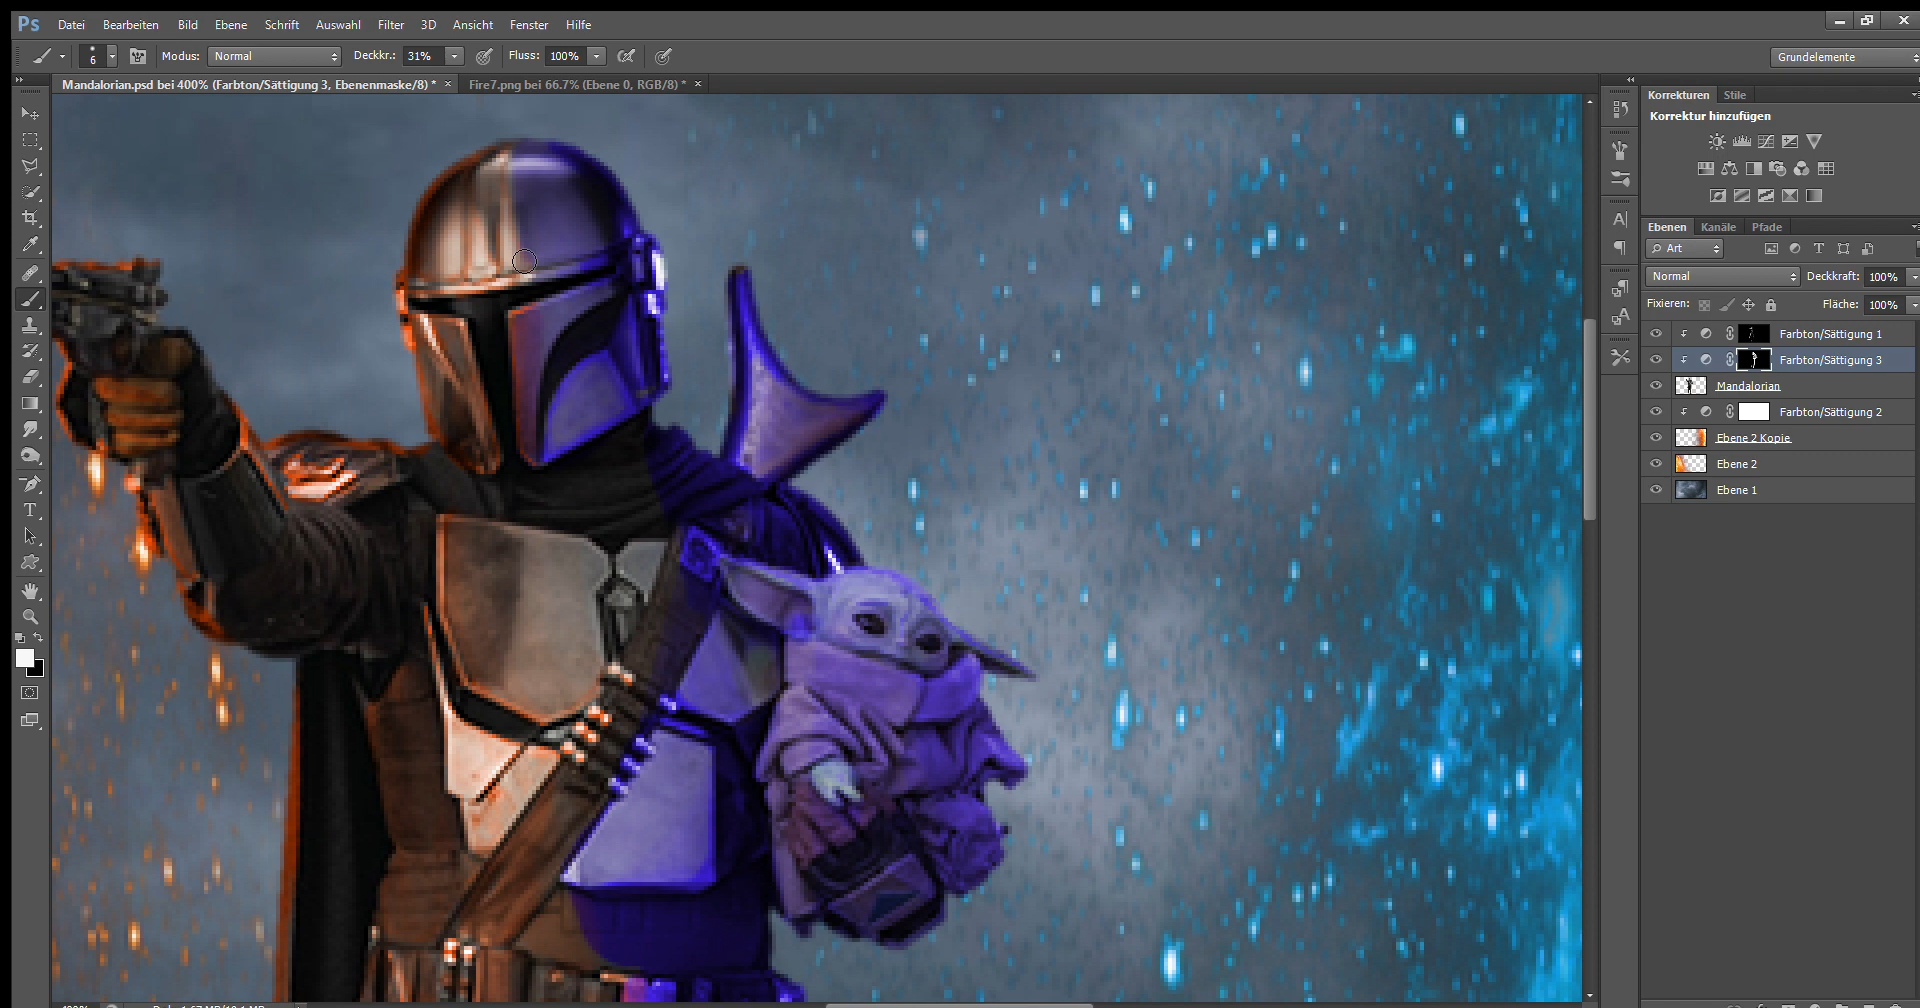 Ps Datei Bearbeiten Bild Ebene Schrift Auswahl Filter 3D Ansicht Fenster Hilfe
6 Modus: Normal Deckkr.: 31% Fluss: 100% Grundelemente
Mandalorian.psd bei 400% (Farbton/Sättigung 3, Ebenenmaske/8) * × Fire7.png bei 66.7% (Ebene 0, RGB/8) * ×
Korrekturen Stile
Korrektur hinzufügen
Ebenen Kanäle Pfade
Art
Normal Deckkraft: 100%
Fixieren: Fläche: 100%
Farbton/Sättigung 1
Farbton/Sättigung 3
Mandalorian
Farbton/Sättigung 2
Ebene 2 Kopie
Ebene 2
Ebene 1